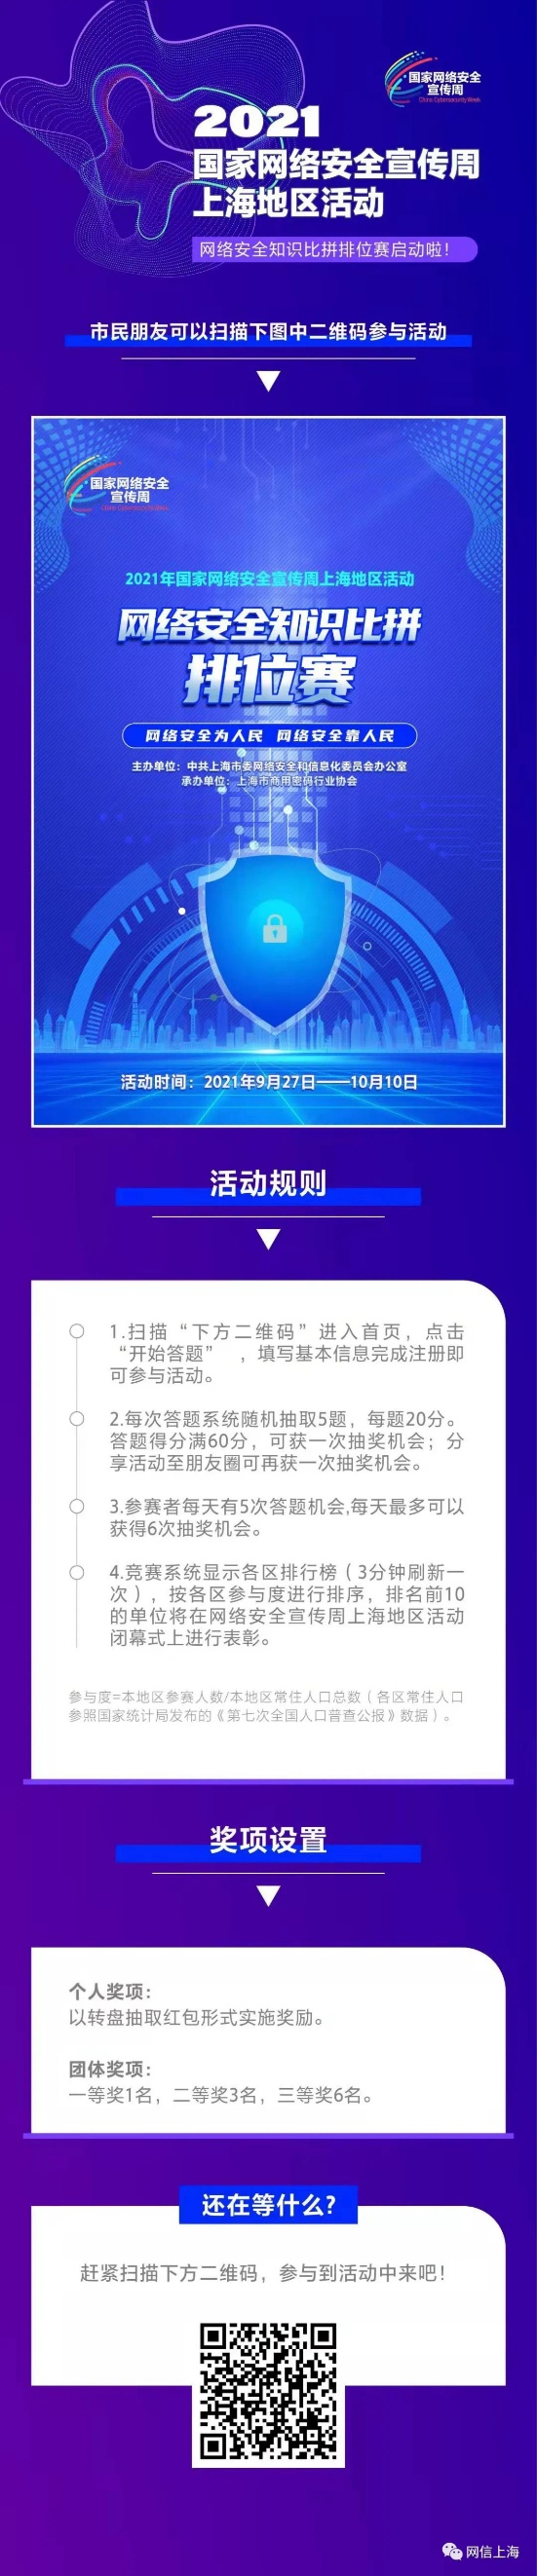 国家网络安全
宣传周
China Cybersecurity Week
2021
国家网络安全宣传周
上海地区活动
网络安全知识比拼排位赛启动啦！
市民朋友可以扫描下图中二维码参与活动
国家网络安全
宣传周
China Cybersecurity Week
2021年国家网络安全宣传周上海地区活动
网络安全知识比拼
排位赛
网络安全为人民 网络安全靠人民
主办单位：中共上海市委网络安全和信息化委员会办公室
承办单位：上海市商用密码行业协会
活动时间：2021年9月27日——10月10日
活动规则
1.扫描“下方二维码”进入首页，点击
“开始答题” ，填写基本信息完成注册即
可参与活动。
2.每次答题系统随机抽取5题，每题20分。
答题得分满60分，可获一次抽奖机会；分
享活动至朋友圈可再获一次抽奖机会。
3.参赛者每天有5次答题机会,每天最多可以
获得6次抽奖机会。
4.竞赛系统显示各区排行榜（3分钟刷新一
次），按各区参与度进行排序，排名前10
的单位将在网络安全宣传周上海地区活动
闭幕式上进行表彰。
参与度=本地区参赛人数/本地区常住人口总数（各区常住人口
参照国家统计局发布的《第七次全国人口普查公报》数据）。
奖项设置
个人奖项：
以转盘抽取红包形式实施奖励。
团体奖项：
一等奖1名，二等奖3名，三等奖6名。
还在等什么?
赶紧扫描下方二维码，参与到活动中来吧！
网信上海